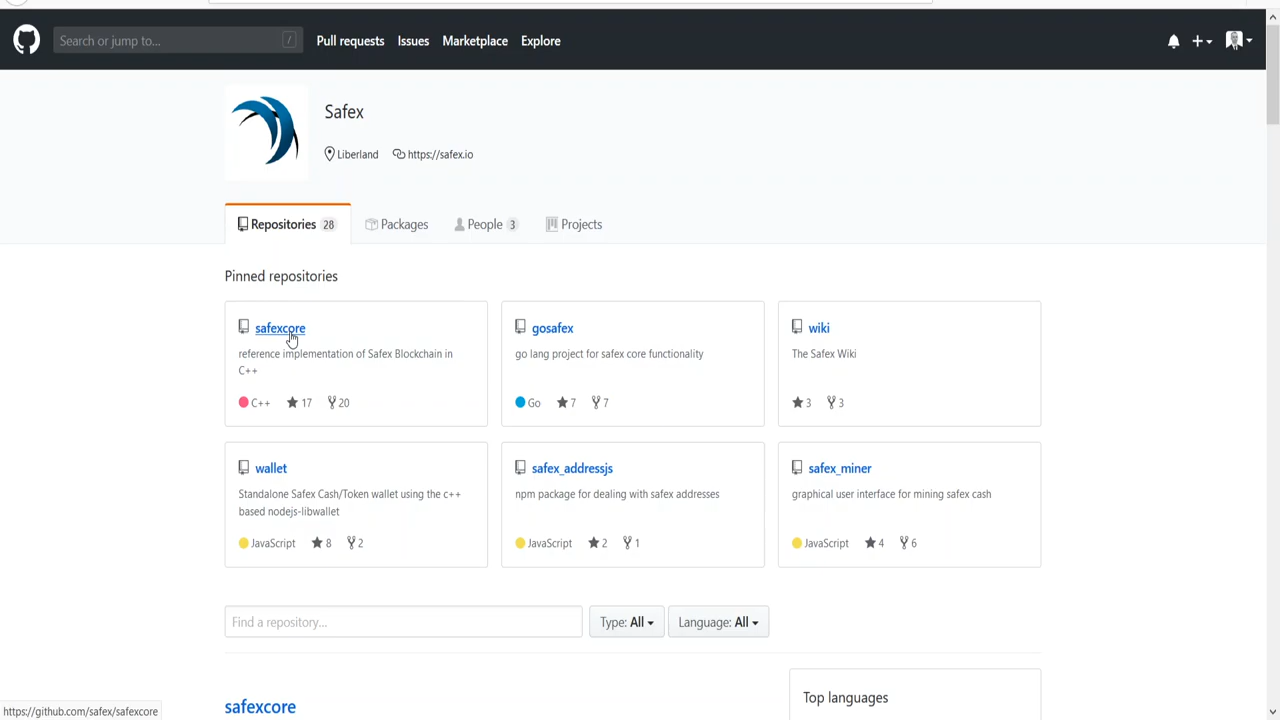 Search or jump to...
/
Pull requests
Issues
Marketplace
Explore
Safex
Liberland
https://safex.io
Repositories 28
Packages
People 3
Projects
Pinned repositories
safexcore
reference implementation of Safex Blockchain in
C++
C++
17
20
gosafex
go lang project for safex core functionality
Go
7
7
wiki
The Safex Wiki
3
3
wallet
Standalone Safex Cash/Token wallet using the c++
based nodejs-libwallet
JavaScript
8
2
safex_addressjs
npm package for dealing with safex addresses
JavaScript
2
1
safex_miner
graphical user interface for mining safex cash
JavaScript
4
6
Find a repository...
Type: All
Language: All
safexcore
Top languages
https://github.com/safex/safexcore